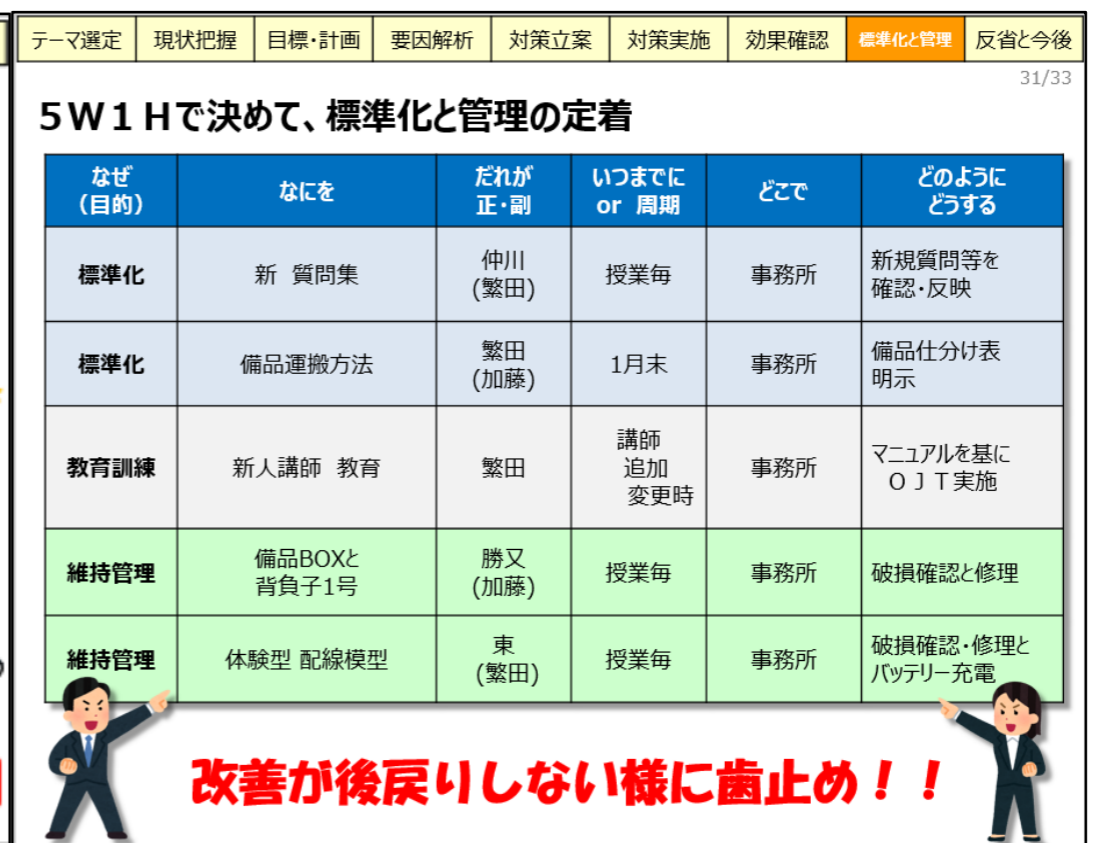 テーマ選定 現状把握 目標・計画 要因解析 対策立案 対策実施 効果確認 標準化と管理 反省と今後
31/33
5W1Hで決めて、標準化と管理の定着
なぜ
(目的)
なにを
だれが
正・副
いつまでに
or 周期
どこで
どのように
どうする
標準化
新 質問集
仲川
(繁田)
授業毎
事務所
新規質問等を
確認・反映
標準化
備品運搬方法
繁田
(加藤)
1月末
事務所
備品仕分け表
明示
教育訓練
新人講師 教育
繁田
講師
追加
変更時
事務所
マニュアルを基に
OJT実施
維持管理
備品BOXと
背負子1号
勝又
(加藤)
授業毎
事務所
破損確認と修理
維持管理
体験型 配線模型
東
(繁田)
授業毎
事務所
破損確認・修理と
バッテリー充電
改善が後戻りしない様に歯止め!!